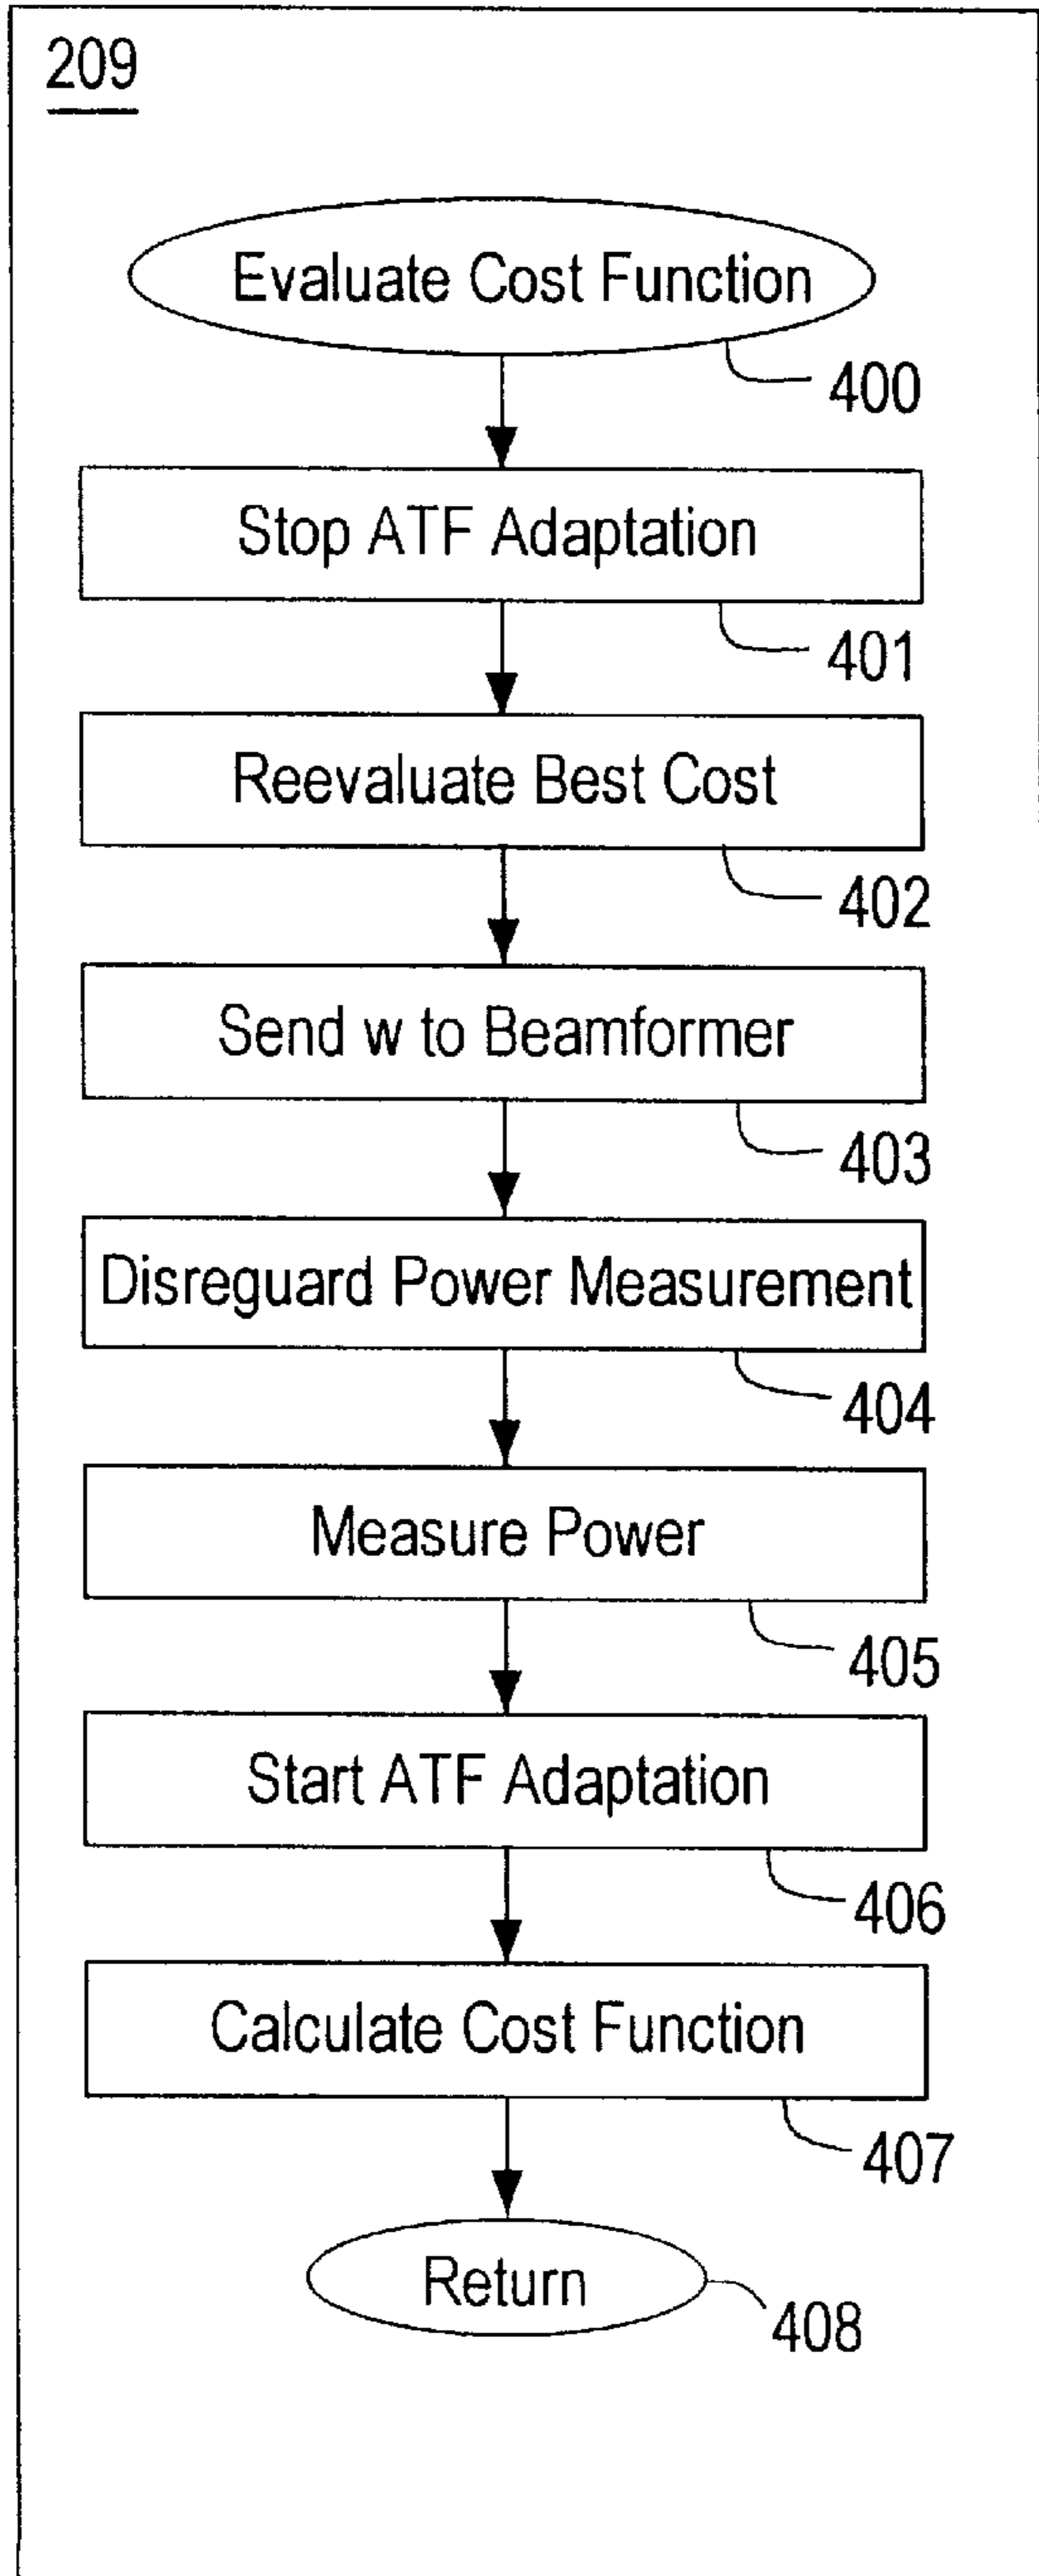 209
Evaluate Cost Function
400
Stop ATF Adaptation
401
Reevaluate Best Cost
402
Send w to Beamformer
403
Disreguard Power Measurement
404
Measure Power
405
Start ATF Adaptation
406
Calculate Cost Function
407
Return
408